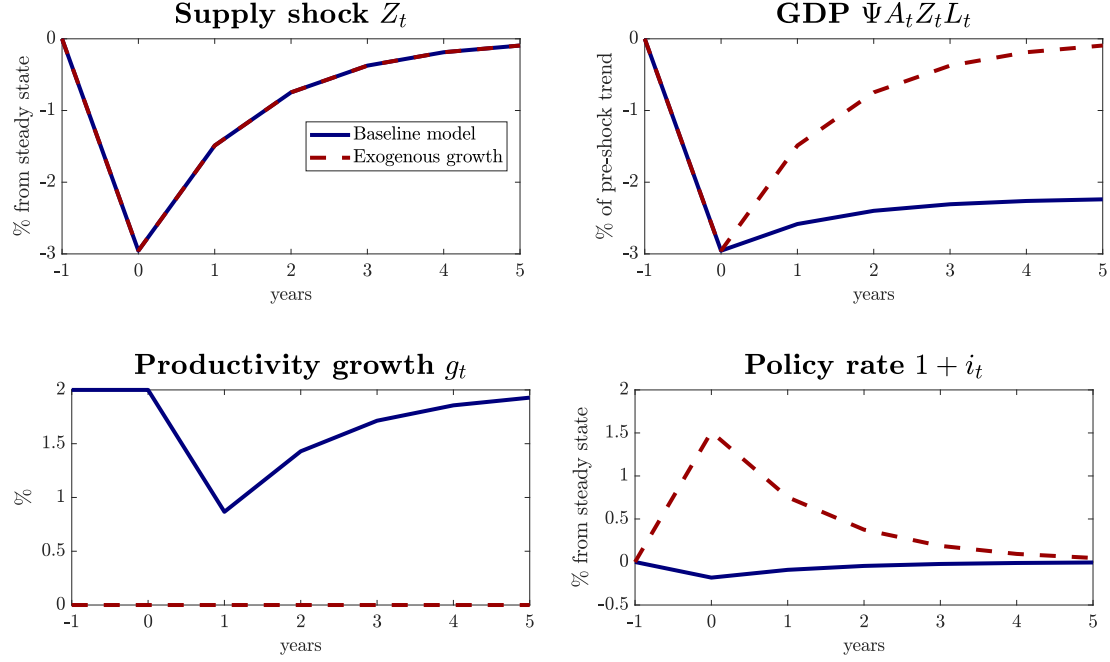 Supply shock Z_t
% from steady state
0
-1
-2
-3
-1 0 1 2 3 4 5
years
Baseline model
Exogenous growth
GDP ΨA_tZ_tL_t
% of pre-shock trend
0
-1
-2
-3
-1 0 1 2 3 4 5
years
Productivity growth g_t
%
2
1.5
1
0.5
0
-1 0 1 2 3 4 5
years
Policy rate 1 + i_t
% from steady state
2
1.5
1
0.5
0
-0.5
-1 0 1 2 3 4 5
years